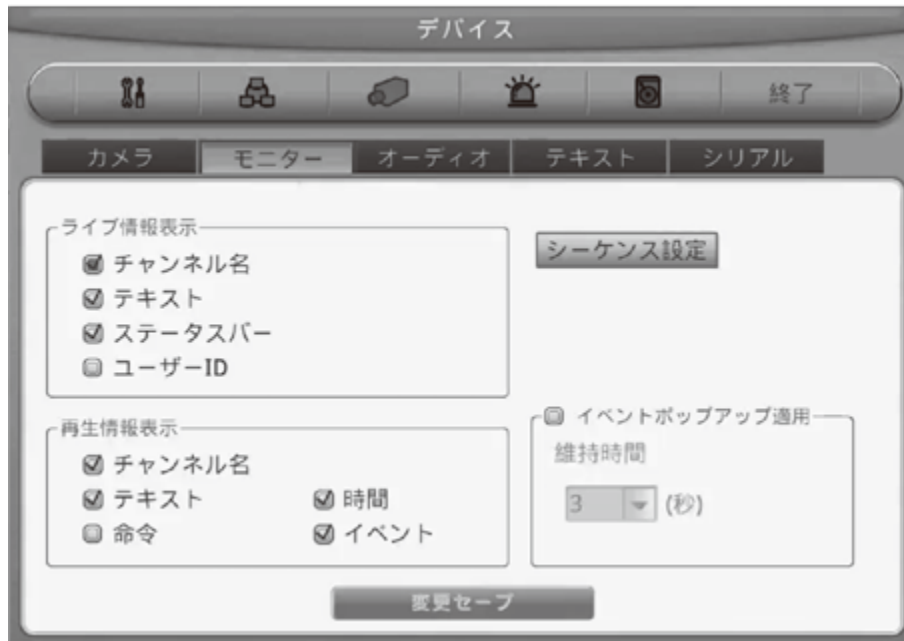 デバイス
終了
カメラ モニター オーディオ テキスト シリアル
ライブ情報表示
チャンネル名
テキスト
ステータスバー
ユーザーID
シーケンス設定
再生情報表示
チャンネル名
テキスト 時間
命令 イベント
イベントポップアップ適用
維持時間
3 (秒)
変更セーブ